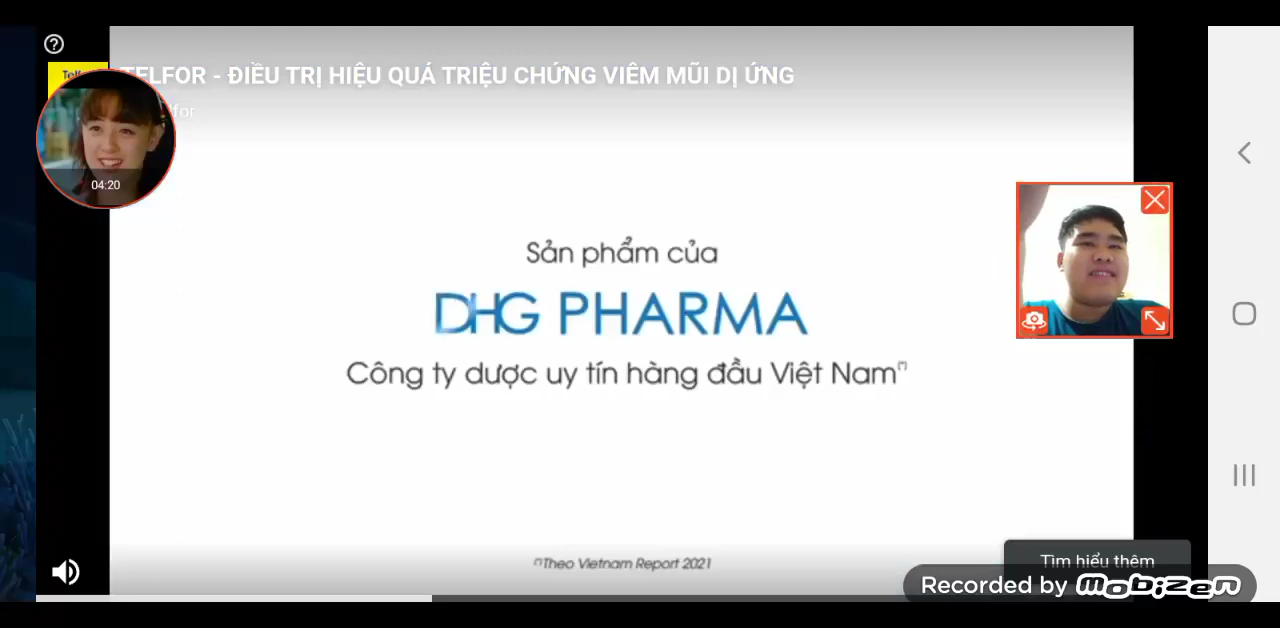 TELFOR - ĐIỀU TRỊ HIỆU QUẢ TRIỆU CHỨNG VIÊM MŨI DỊ ỨNG
04:20
Sản phẩm của
DHG PHARMA
Công ty dược uy tín hàng đầu Việt Nam(*)
(*)Theo Vietnam Report 2021
Tìm hiểu thêm
Recorded by mobizen